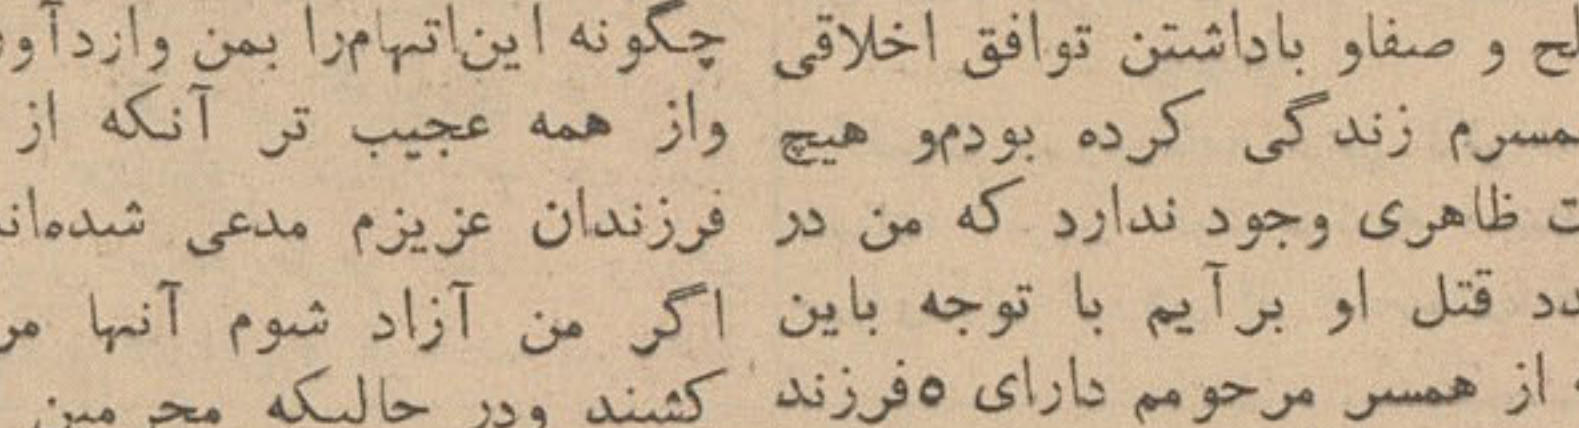 و صفاو باداشتن توافق اخلاقی
زندگی کرده بودمو هیچ
ظاهری وجود ندارد که من در
قتل او برآیم با توجه باین
از همسر مرحومم دارای ۵فرزند
چگونه این‌اتهام‌را بمن
واز همه عجیب تر آنکه از
فرزندان عزیزم مدعی
اگر من آزاد شوم آنها
کشند ودر حالیکه مجرمین